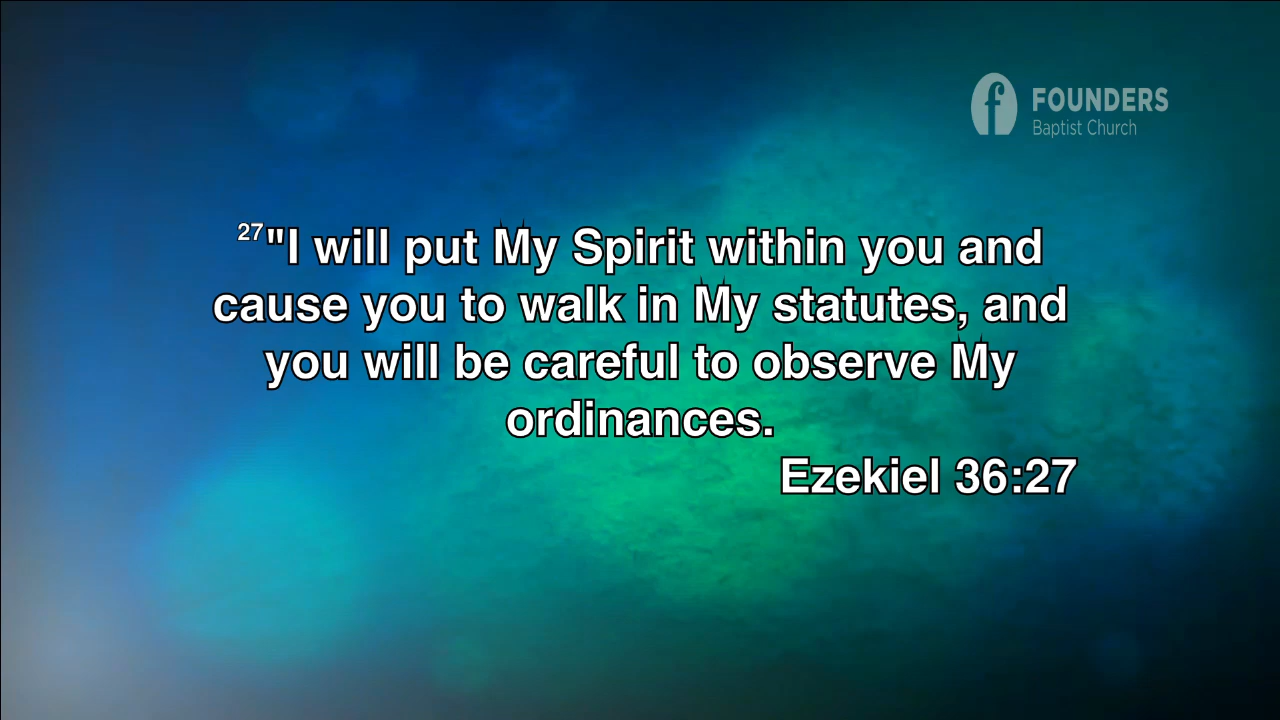 FOUNDERS
Baptist Church
27"I will put My Spirit within you and
cause you to walk in My statutes, and
you will be careful to observe My
ordinances.
Ezekiel 36:27